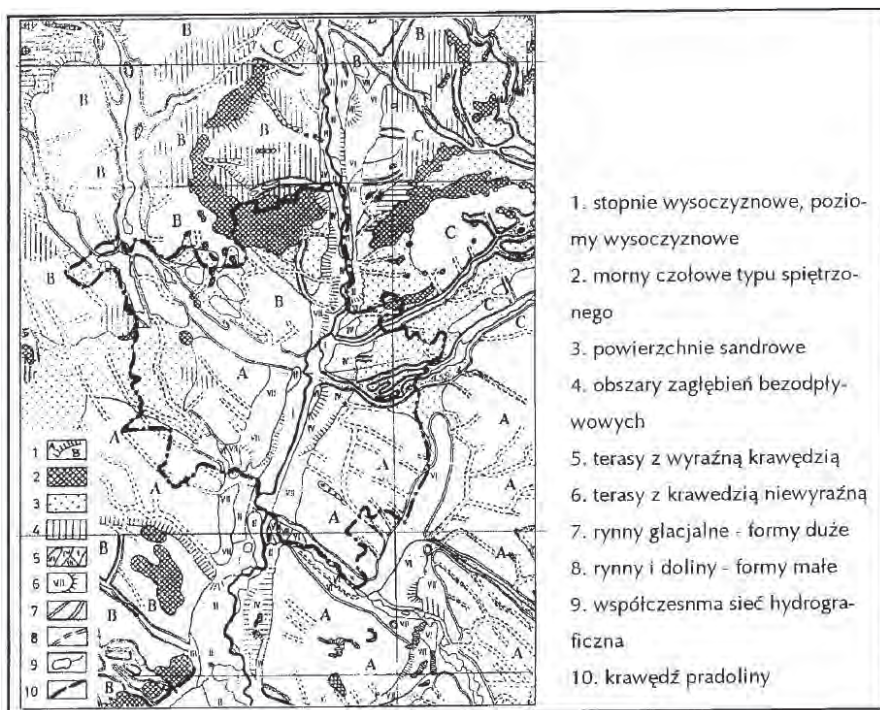 1. stopnie wysoczyznowe, pozio-
my wysoczyznowe
2. morny czołowe typu spiętrzo-
nego
3. powierzchnie sandrowe
4. obszary zagłębień bezodpły-
wowych
5. terasy z wyraźną krawędzią
6. terasy z krawedzią niewyraźną
7. rynny glacjalne - formy duże
8. rynny i doliny - formy małe
9. współczesnma sieć hydrogra-
ficzna
10. krawędź pradoliny
B
B
C
B
B
B
B
C
B
B
C
B
B
C
A
A
A
A
A
A
A
A
B
B
B
A
A
A
1
2
3
4
5
6
7
8
9
10